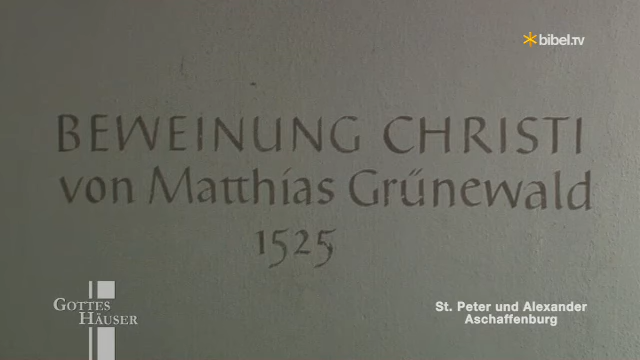 bibel.TV
BEWEINUNG CHRISTI
von Matthias Grünewald
1525
GOTTES
HÄUSER
St. Peter und Alexander
Aschaffenburg